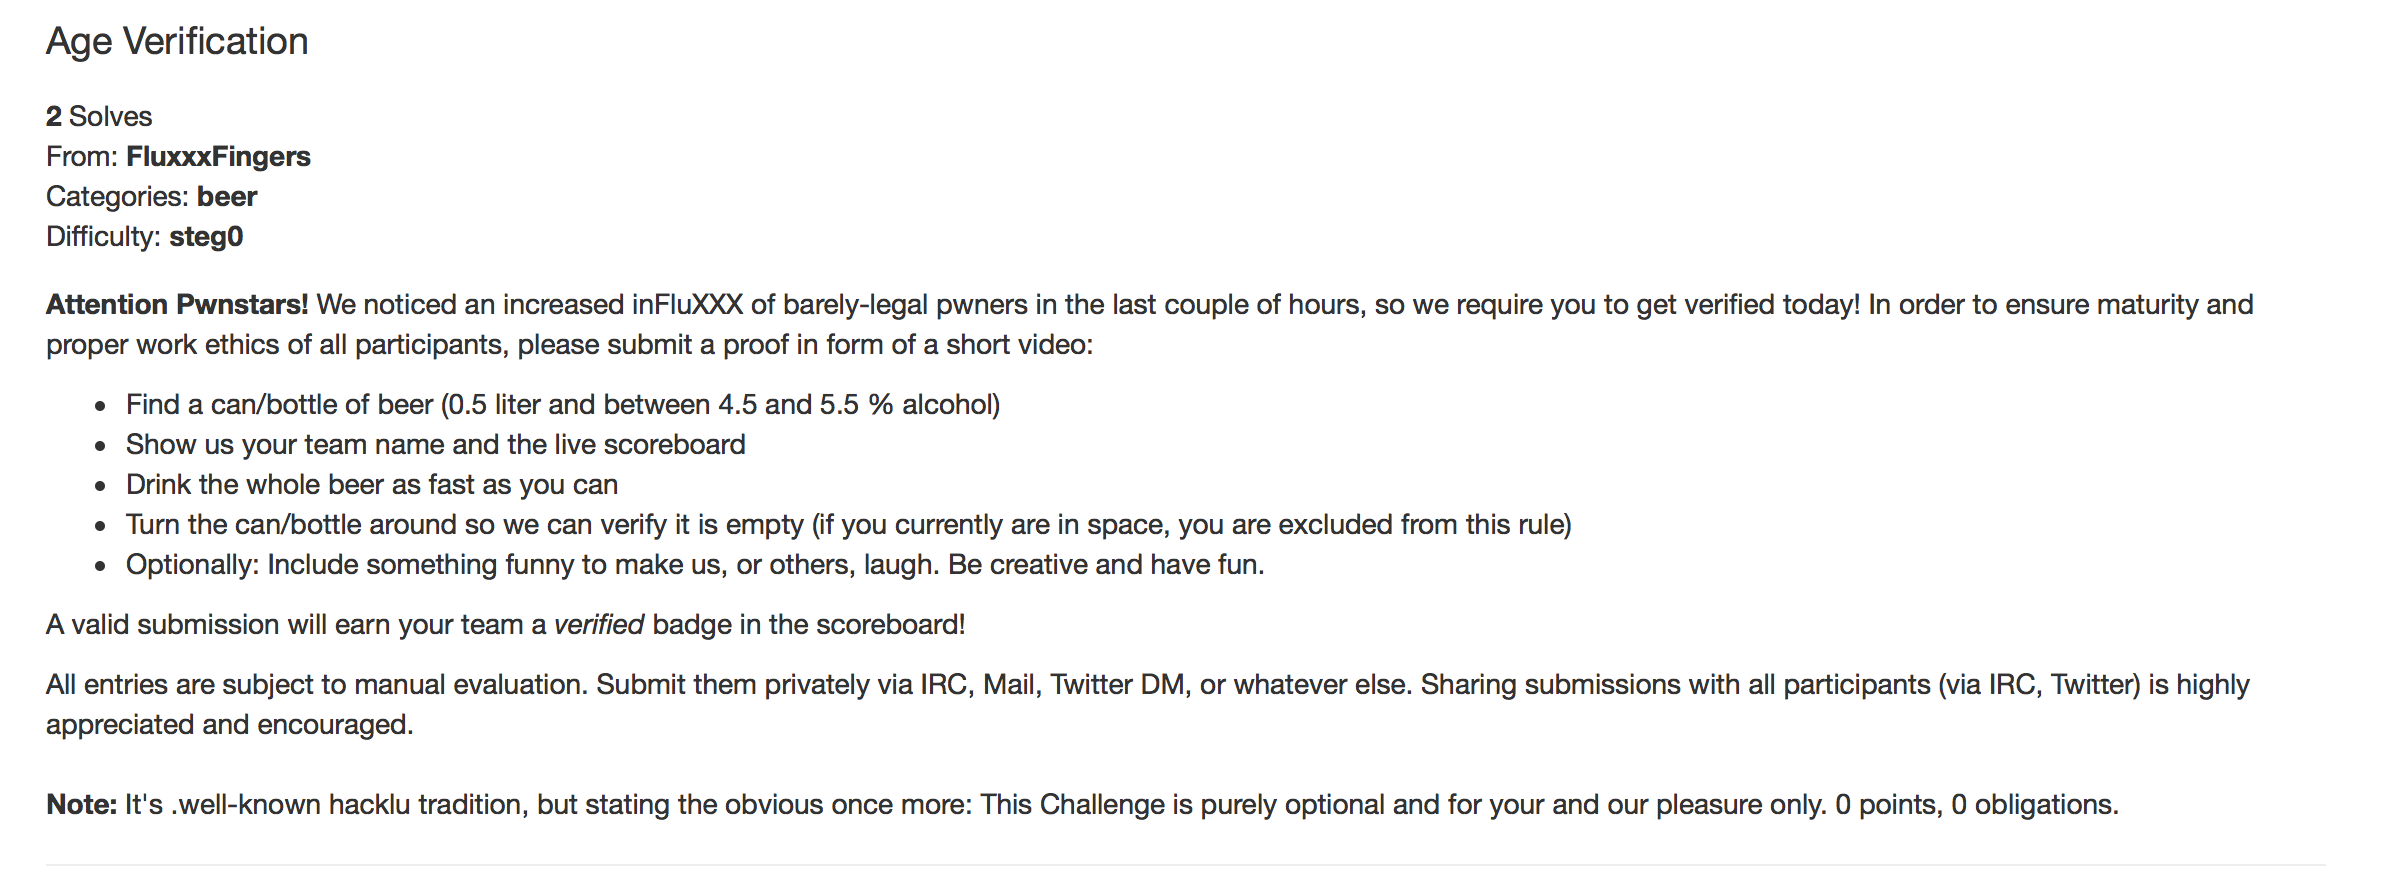 Age Verification
2 Solves
From: FluxxxFingers
Categories: beer
Difficulty: steg0
Attention Pwnstars! We noticed an increased inFluXXX of barely-legal pwners in the last couple of hours, so we require you to get verified today! In order to ensure maturity and
proper work ethics of all participants, please submit a proof in form of a short video:
• Find a can/bottle of beer (0.5 liter and between 4.5 and 5.5 % alcohol)
• Show us your team name and the live scoreboard
• Drink the whole beer as fast as you can
• Turn the can/bottle around so we can verify it is empty (if you currently are in space, you are excluded from this rule)
• Optionally: Include something funny to make us, or others, laugh. Be creative and have fun.
A valid submission will earn your team a verified badge in the scoreboard!
All entries are subject to manual evaluation. Submit them privately via IRC, Mail, Twitter DM, or whatever else. Sharing submissions with all participants (via IRC, Twitter) is highly
appreciated and encouraged.
Note: It's .well-known hacklu tradition, but stating the obvious once more: This Challenge is purely optional and for your and our pleasure only. 0 points, 0 obligations.